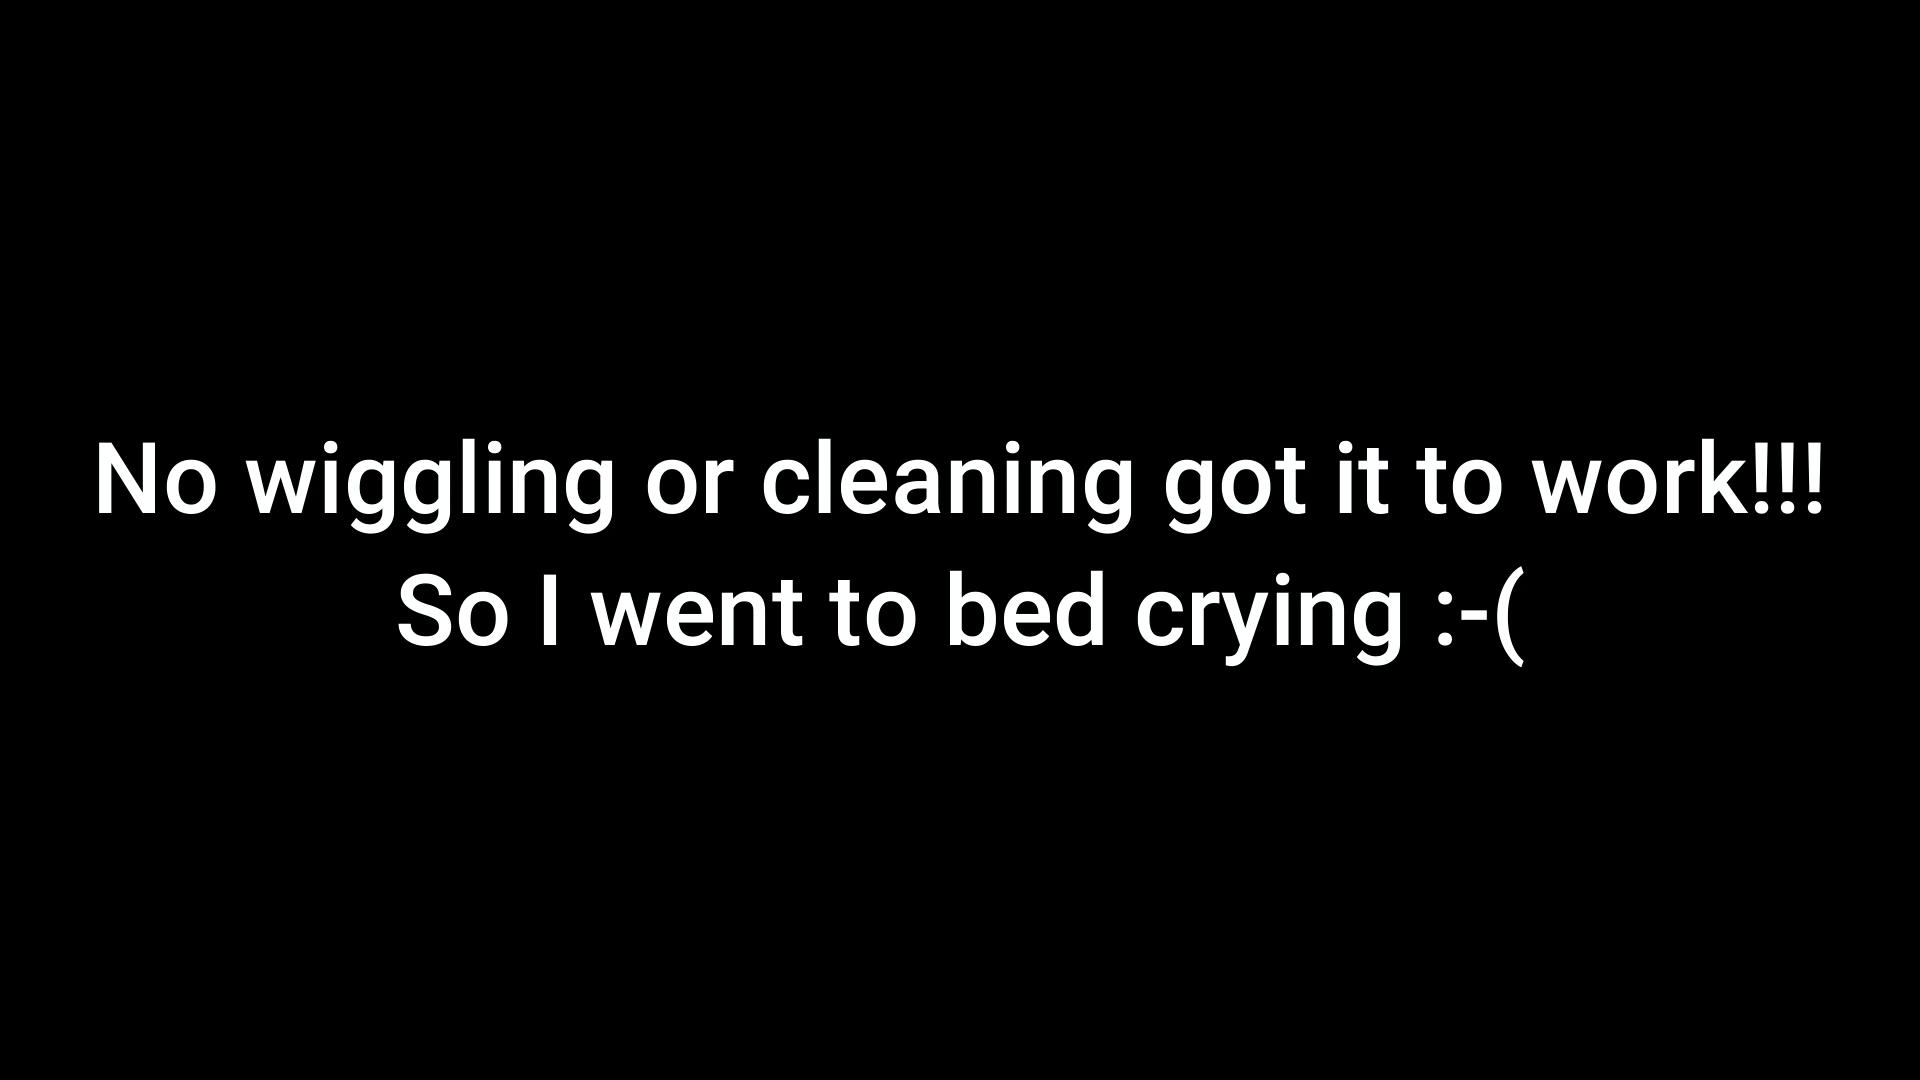 No wiggling or cleaning got it to work!!!
So I went to bed crying :-(